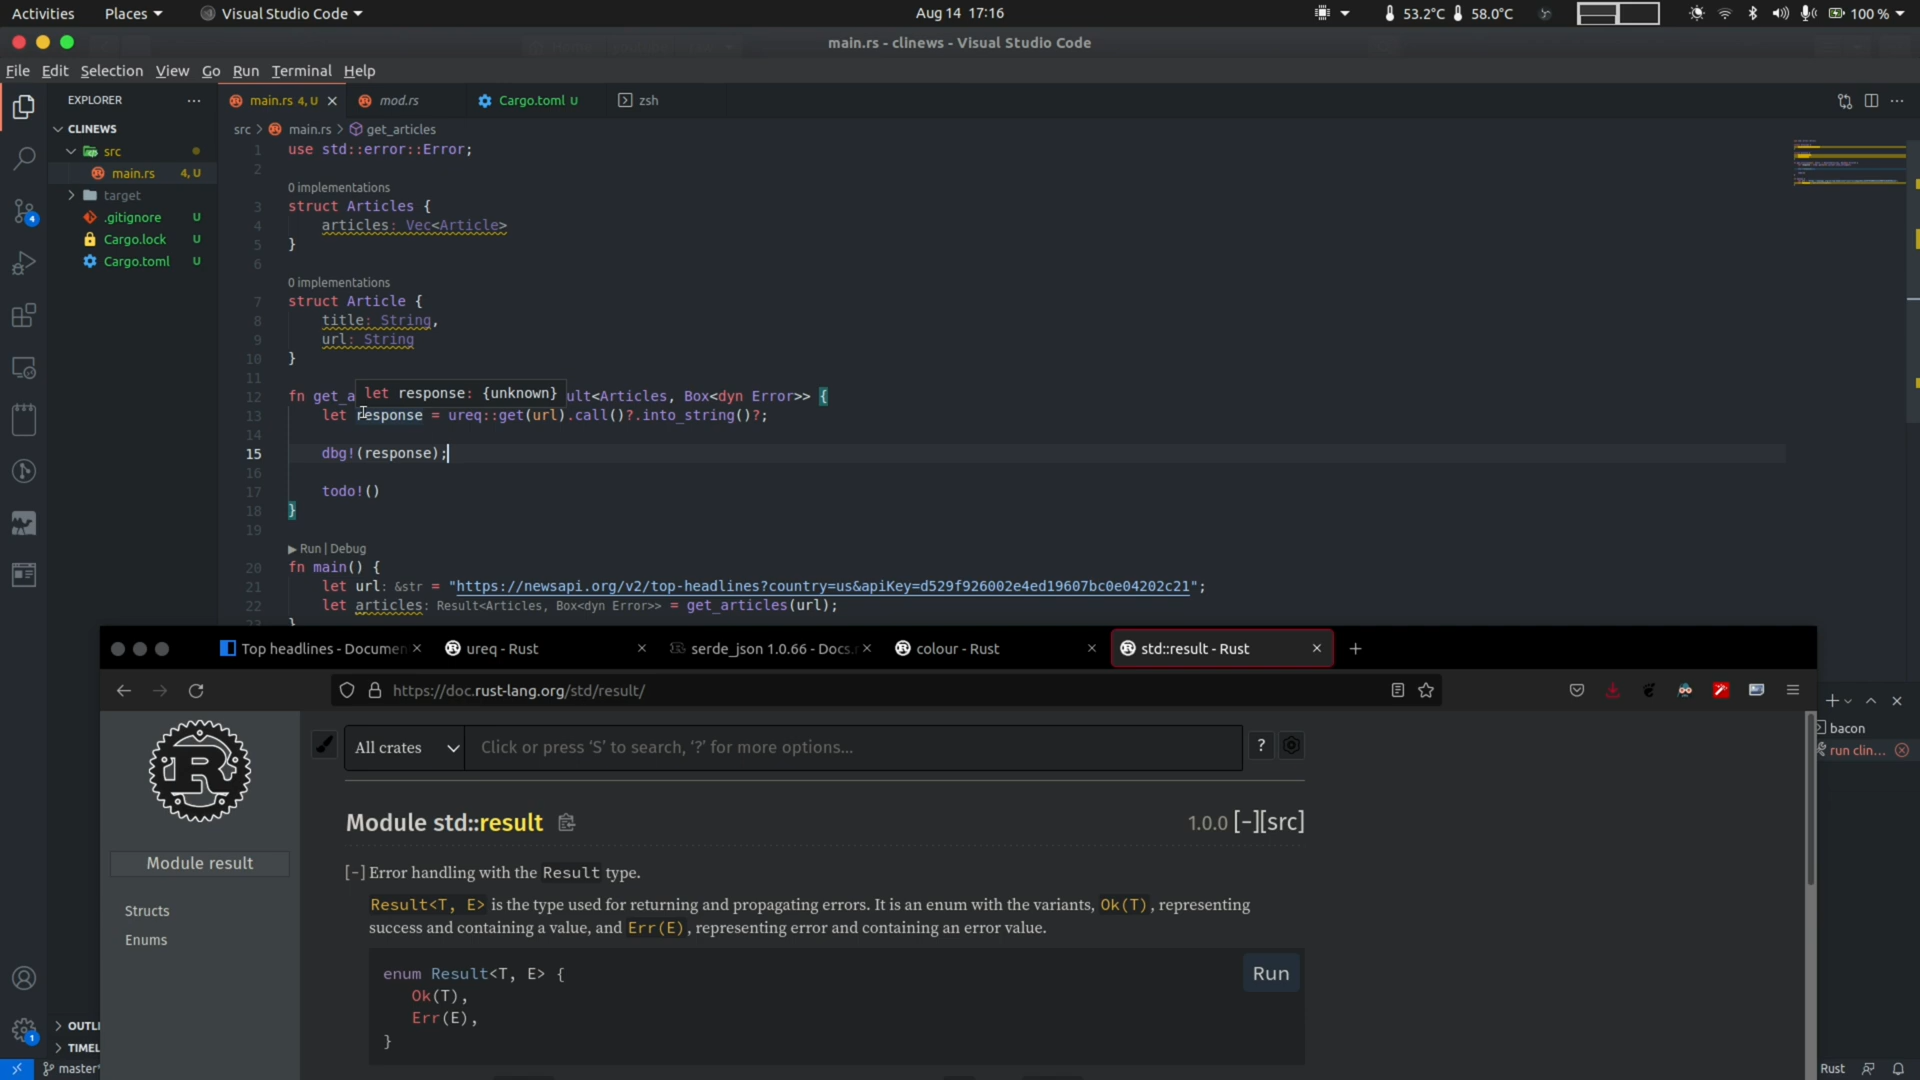 Activities Places Visual Studio Code Aug 14 17:16 53.2°C 58.0°C 100 %
main.rs - clinews - Visual Studio Code
File Edit Selection View Go Run Terminal Help
EXPLORER
main.rs 4, U
mod.rs
Cargo.toml U
zsh
CLINEWS
src
main.rs 4, U
target
.gitignore U
Cargo.lock U
Cargo.toml U
4
1
OUTLI
TIMEL
src > main.rs > get_articles
1 use std::error::Error;
2
0 implementations
3 struct Articles {
4 articles: Vec<Article>
5 }
6
0 implementations
7 struct Article {
8 title: String,
9 url: String
10 }
11
let response: {unknown}
12 fn get_a ult<Articles, Box<dyn Error>> {
13 let response = ureq::get(url).call()?.into_string()?;
14
15 dbg!(response);
16
17 todo!()
18 }
19
Run | Debug
20 fn main() {
21 let url: &str = "https://newsapi.org/v2/top-headlines?country=us&apiKey=d529f926002e4ed19607bc0e04202c21";
22 let articles: Result<Articles, Box<dyn Error>> = get_articles(url);
}
Top headlines - Documen
ureq - Rust
serde_json 1.0.66 - Docs.r
colour - Rust
std::result - Rust
https://doc.rust-lang.org/std/result/
bacon
run clin...
All crates
Click or press ‘S’ to search, ‘?’ for more options…
?
Module result
Structs
Enums
Module std::result
1.0.0 [-][src]
[-] Error handling with the Result type.
Result<T, E> is the type used for returning and propagating errors. It is an enum with the variants, Ok(T), representing
success and containing a value, and Err(E), representing error and containing an error value.
enum Result<T, E> {
Ok(T),
Err(E),
}
Run
master*
Rust